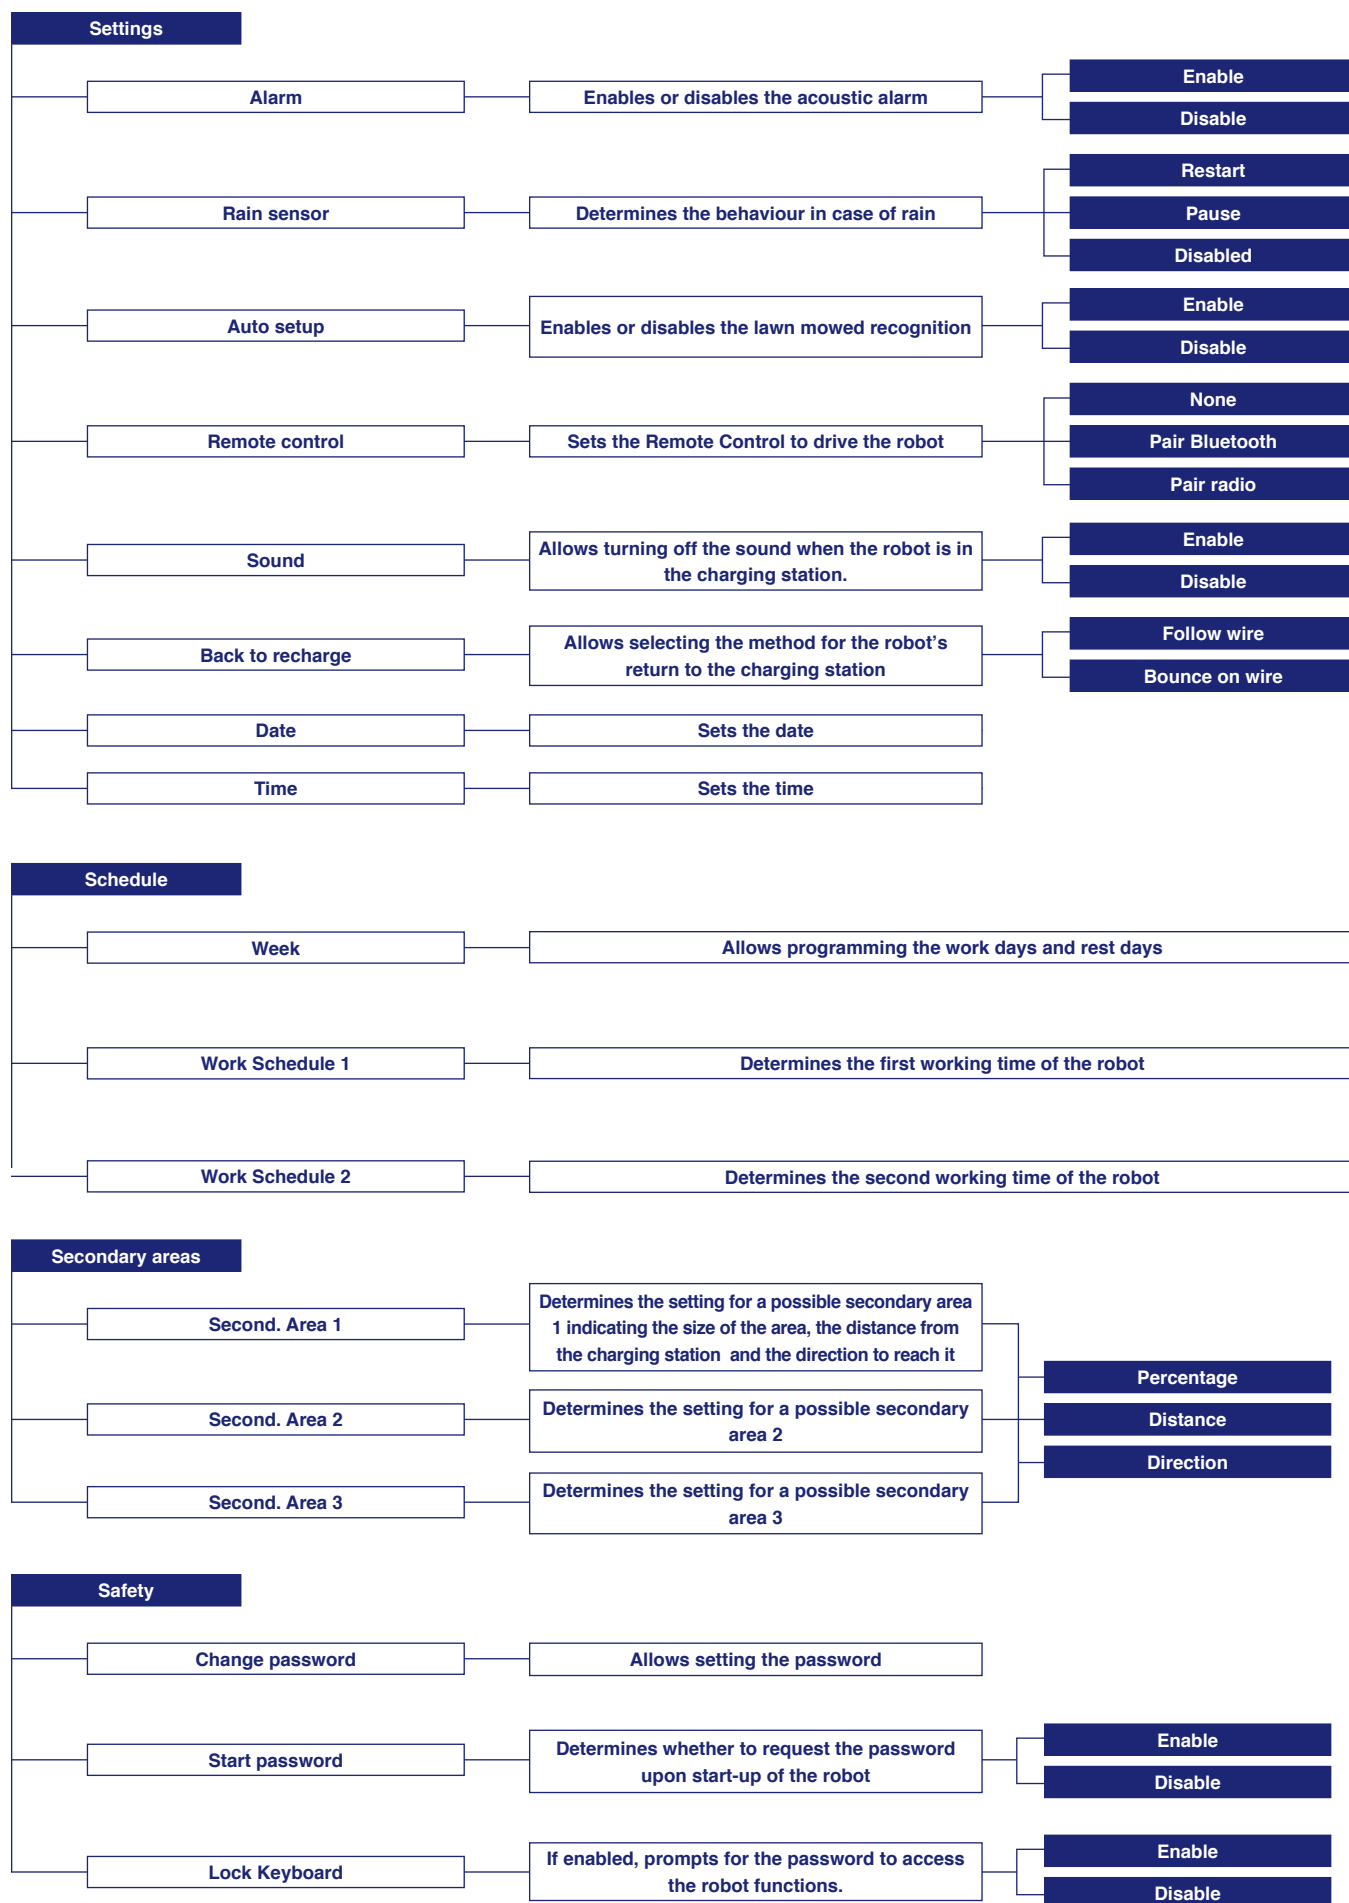 Settings
Alarm
Enables or disables the acoustic alarm
Enable
Disable
Rain sensor
Determines the behaviour in case of rain
Restart
Pause
Disabled
Auto setup
Enables or disables the lawn mowed recognition
Enable
Disable
Remote control
Sets the Remote Control to drive the robot
None
Pair Bluetooth
Pair radio
Sound
Allows turning off the sound when the robot is in
the charging station.
Enable
Disable
Back to recharge
Allows selecting the method for the robot's
return to the charging station
Follow wire
Bounce on wire
Date
Sets the date
Time
Sets the time
Schedule
Week
Allows programming the work days and rest days
Work Schedule 1
Determines the first working time of the robot
Work Schedule 2
Determines the second working time of the robot
Secondary areas
Second. Area 1
Determines the setting for a possible secondary area
1 indicating the size of the area, the distance from
the charging station and the direction to reach it
Second. Area 2
Determines the setting for a possible secondary
area 2
Second. Area 3
Determines the setting for a possible secondary
area 3
Percentage
Distance
Direction
Safety
Change password
Allows setting the password
Start password
Determines whether to request the password
upon start-up of the robot
Enable
Disable
Lock Keyboard
If enabled, prompts for the password to access
the robot functions.
Enable
Disable